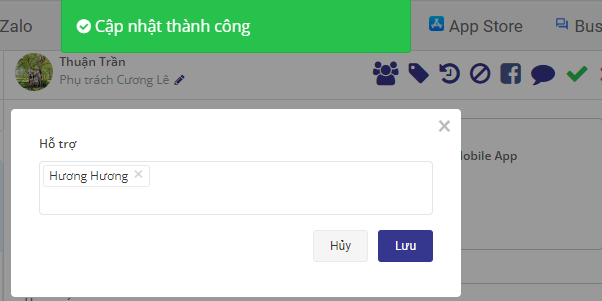 Zalo
Cập nhật thành công
App Store
Bus
Thuận Trần
Phụ trách Cương Lê
Hỗ trợ
Hương Hương
obile App
Hủy
Lưu